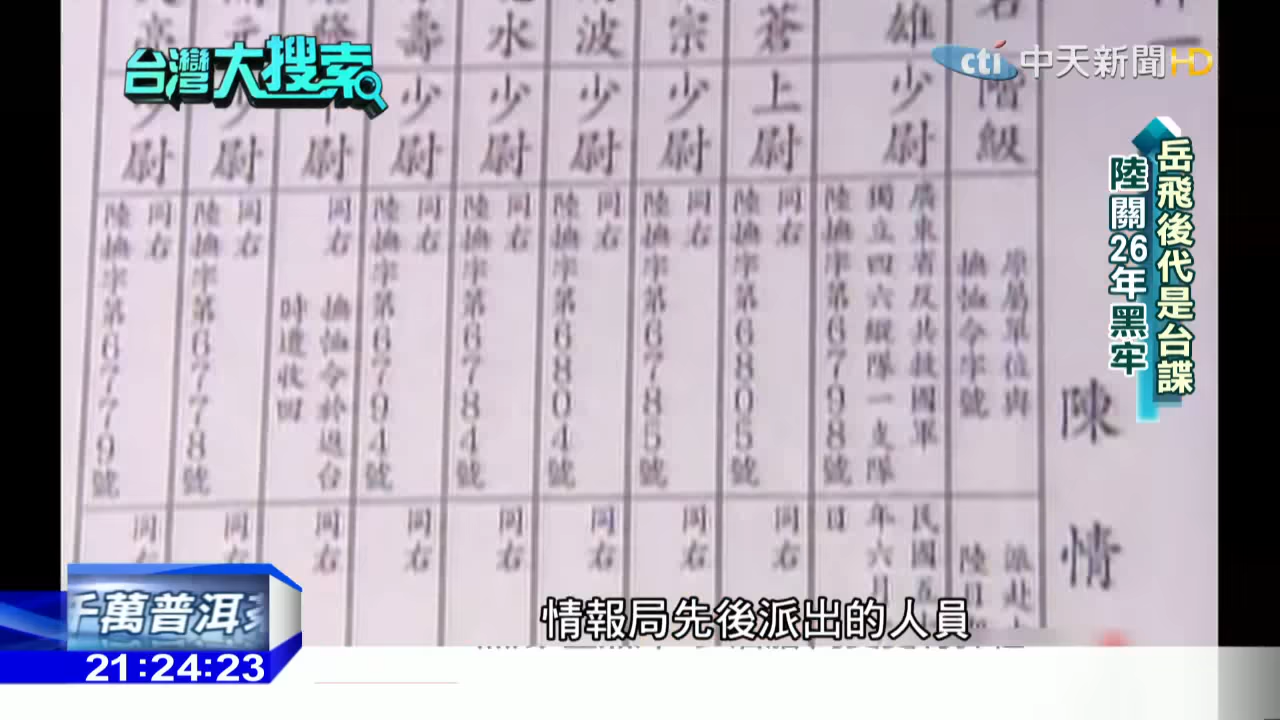 台灣大搜索
cti 中天新聞HD
岳飛後代是台諜
陸關26年黑牢
陳情
階級
原屬單位與
撫恤令字號
雄
少尉
廣東省反共救國軍
獨立四六縱隊一支隊
陸撫字第6798號
民國五
年六月
日
蒼
上尉
同右
陸撫字第6805號
同右
宗
少尉
同右
陸撫字第6785號
同右
波
少尉
同右
陸撫字第6804號
同右
水
少尉
同右
陸撫字第6784號
同右
壽
少尉
同右
陸撫字第6794號
同右
尉
同右
撫恤令於返台
時遭收回
同右
少尉
同右
陸撫字第6778號
同右
少尉
同右
陸撫字第6779號
同右
情報局先後派出的人員
千萬普洱
21:24:23